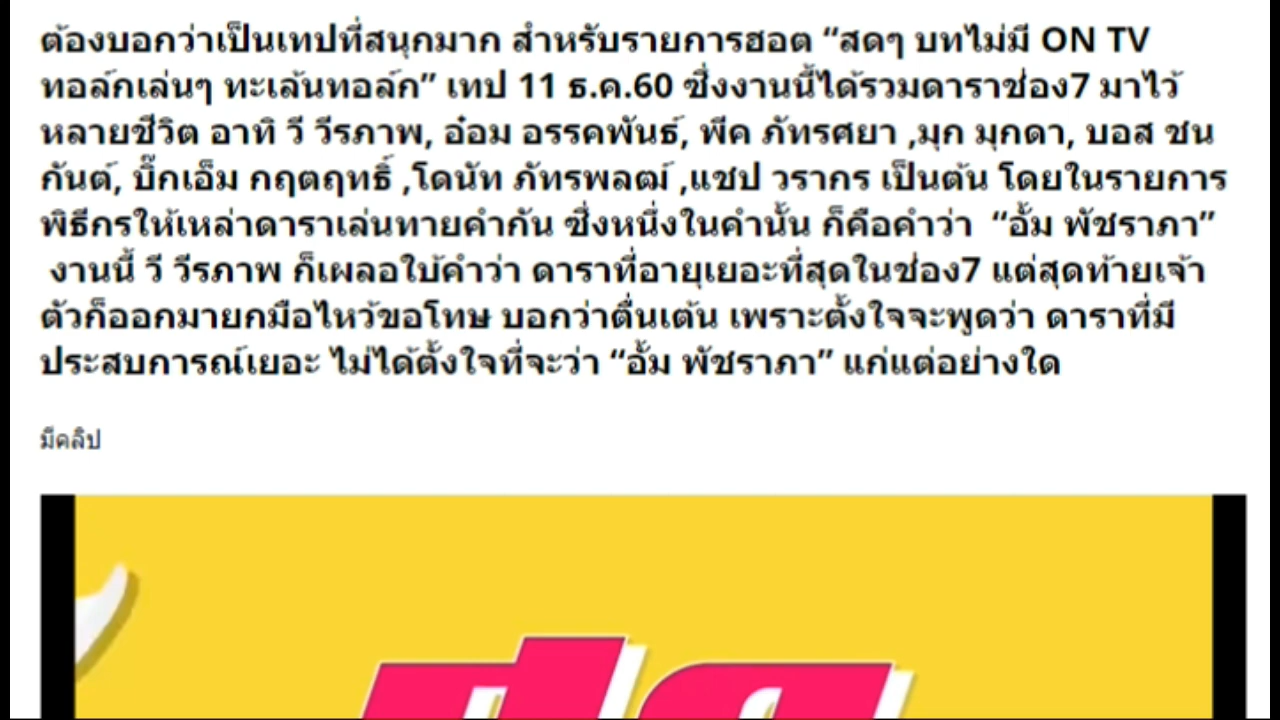 ต้องบอกว่าเป็นเทปที่สนุกมาก สำหรับรายการฮอต “สดๆ บทไม่มี ON TV
ทอล์กเล่นๆ ทะเล้นทอล์ก” เทป 11 ธ.ค.60 ซึ่งงานนี้ได้รวมดาราช่อง7 มาไว้
หลายชีวิต อาทิ วี วีรภาพ, อ๋อม อรรคพันธ์, พีค ภัทรศยา ,มุก มุกดา, บอส ชน
กันต์, บิ๊กเอ็ม กฤตฤทธิ์ ,โดนัท ภัทรพลฒ์ ,แชป วรากร เป็นต้น โดยในรายการ
พิธีกรให้เหล่าดาราเล่นทายคำกัน ซึ่งหนึ่งในคำนั้น ก็คือคำว่า “อั้ม พัชราภา”
งานนี้ วี วีรภาพ ก็เผลอใบ้คำว่า ดาราที่อายุเยอะที่สุดในช่อง7 แต่สุดท้ายเจ้า
ตัวก็ออกมายกมือไหว้ขอโทษ บอกว่าตื่นเต้น เพราะตั้งใจจะพูดว่า ดาราที่มี
ประสบการณ์เยอะ ไม่ได้ตั้งใจที่จะว่า “อั้ม พัชราภา” แก่แต่อย่างใด
มีคลิป